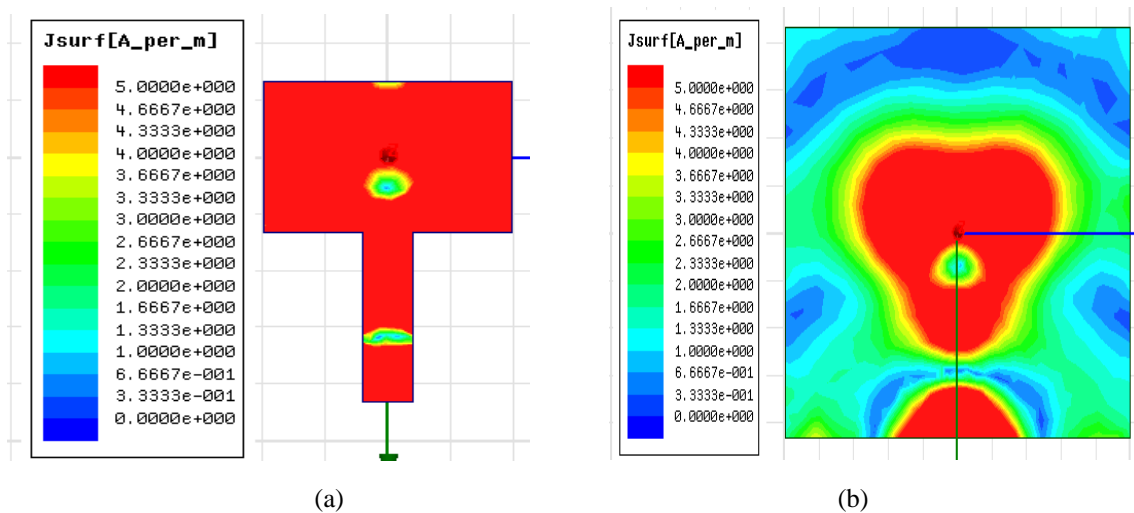 Jsurf[A_per_m]
5.0000e+000
4.6667e+000
4.3333e+000
4.0000e+000
3.6667e+000
3.3333e+000
3.0000e+000
2.6667e+000
2.3333e+000
2.0000e+000
1.6667e+000
1.3333e+000
1.0000e+000
6.6667e-001
3.3333e-001
0.0000e+000
(a)
Jsurf[A_per_m]
5.0000e+000
4.6667e+000
4.3333e+000
4.0000e+000
3.6667e+000
3.3333e+000
3.0000e+000
2.6667e+000
2.3333e+000
2.0000e+000
1.6667e+000
1.3333e+000
1.0000e+000
6.6667e-001
3.3333e-001
0.0000e+000
(b)